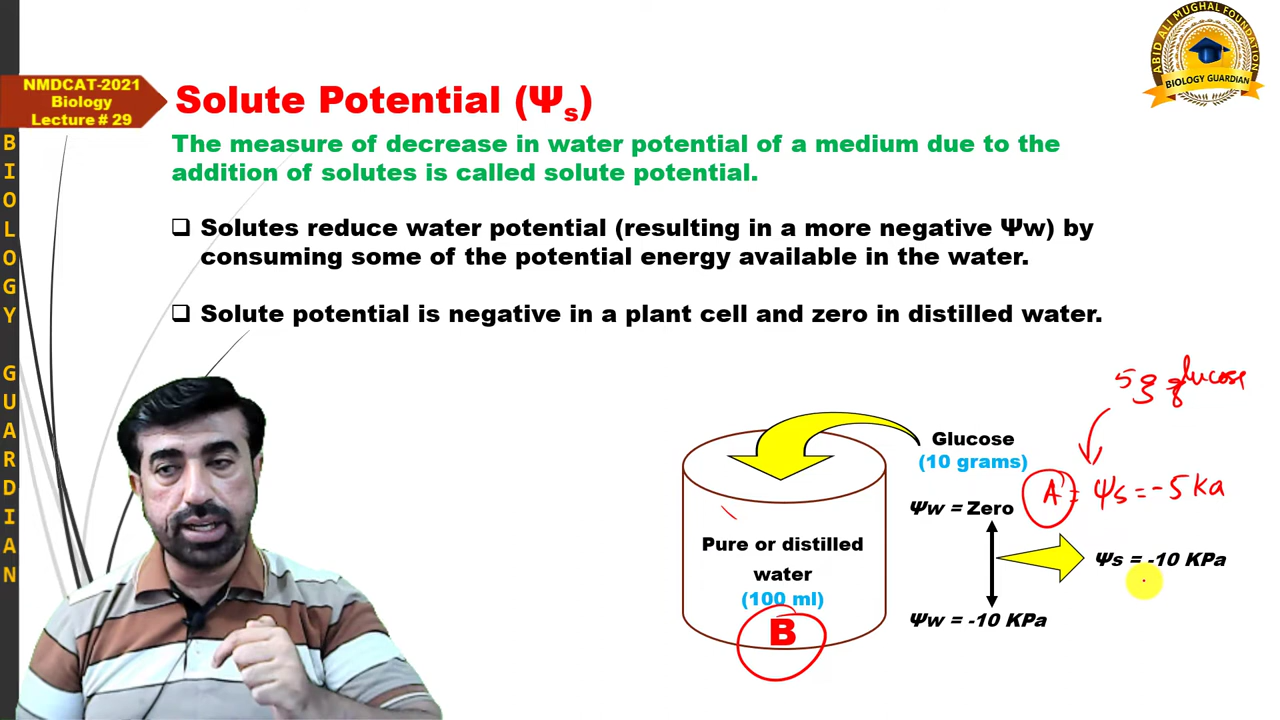 ABID ALI MUGHAL FOUNDATION
BIOLOGY GUARDIAN
NMDCAT-2021
Biology
Lecture # 29
BIOLOGY GUARDIAN
Solute Potential (Ψs)
The measure of decrease in water potential of a medium due to the
addition of solutes is called solute potential.
❑ Solutes reduce water potential (resulting in a more negative Ψw) by
consuming some of the potential energy available in the water.
❑ Solute potential is negative in a plant cell and zero in distilled water.
5g glucose
Glucose
(10 grams)
A = Ψs = -5 Ka
Ψw = Zero
Pure or distilled
water
(100 ml)
B
Ψs = -10 KPa
Ψw = -10 KPa